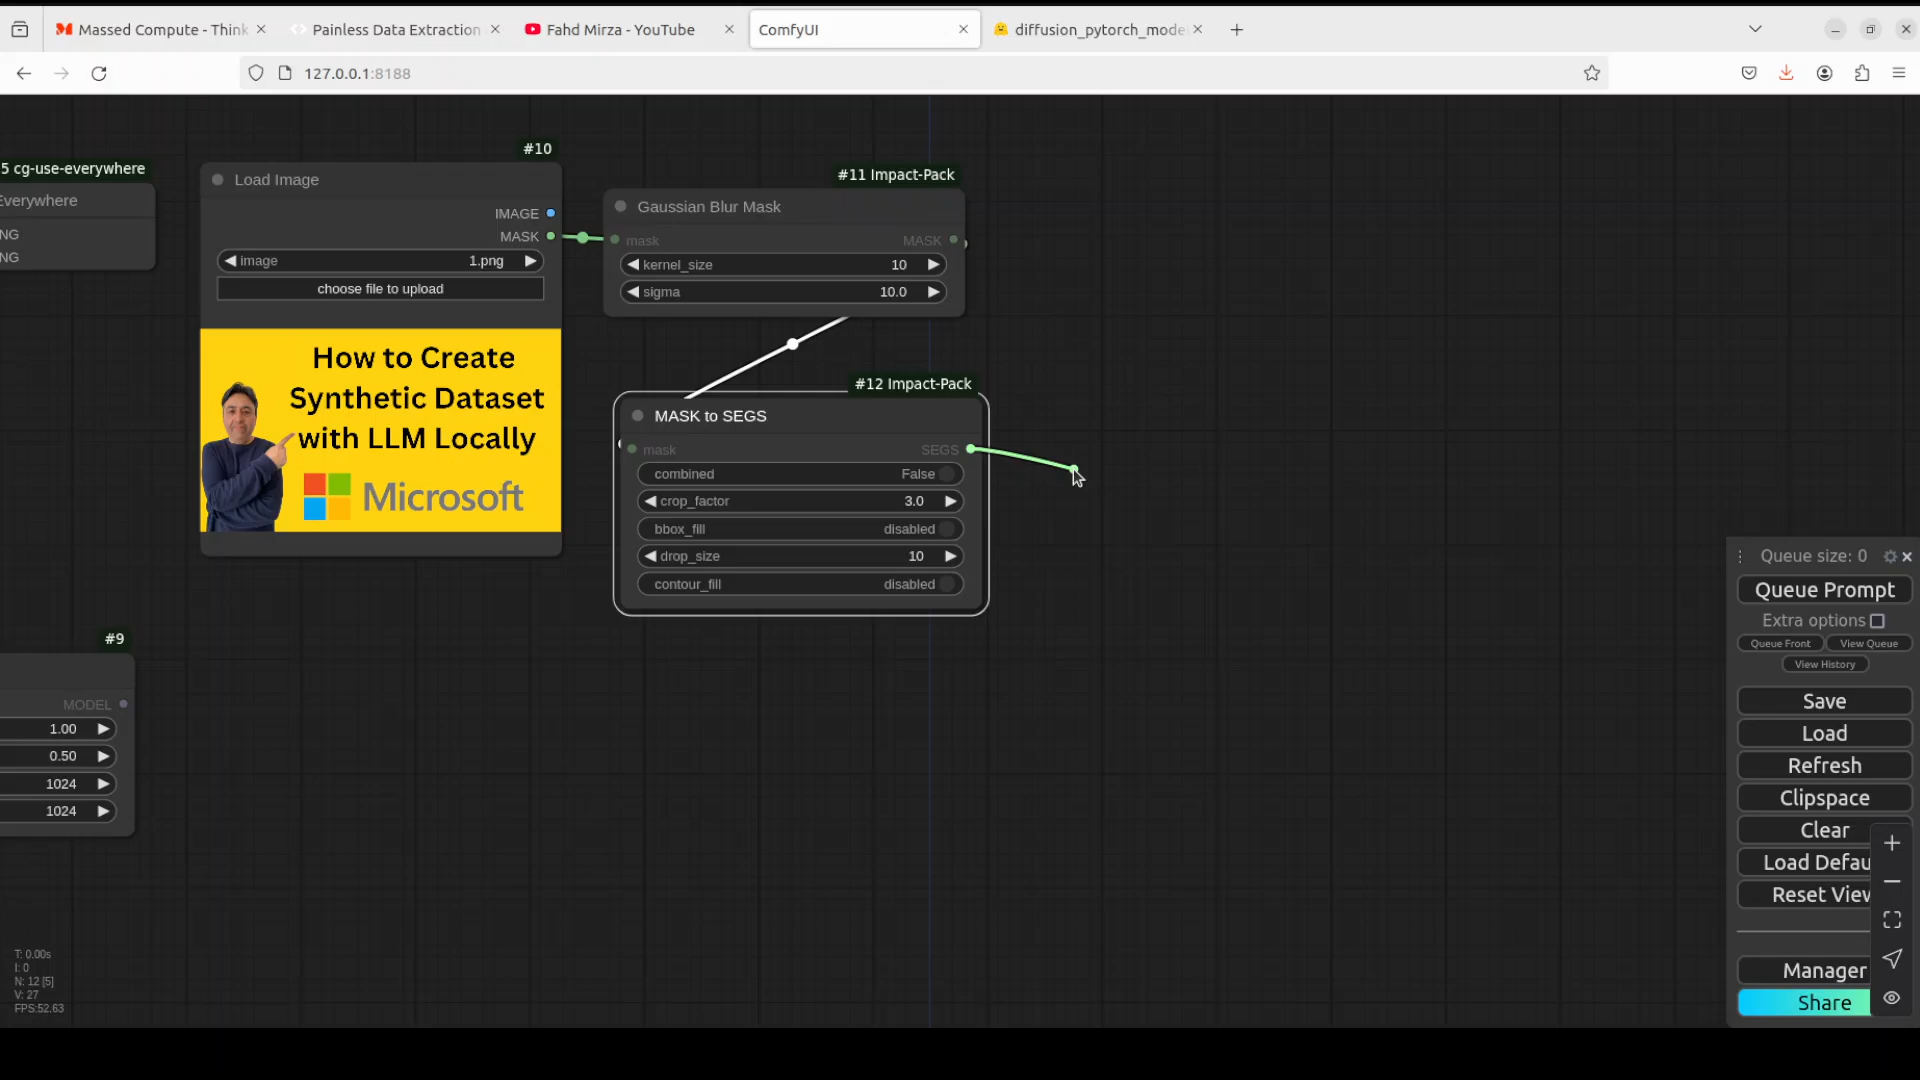 Massed Compute - Think
Painless Data Extraction
Fahd Mirza - YouTube
ComfyUI
diffusion_pytorch_mode
127.0.0.1:8188
5 cg-use-everywhere
Everywhere
NG
NG
#10
Load Image
IMAGE
MASK
image 1.png
choose file to upload
How to Create
Synthetic Dataset
with LLM Locally
Microsoft
#11 Impact-Pack
Gaussian Blur Mask
mask MASK
kernel_size 10
sigma 10.0
#12 Impact-Pack
MASK to SEGS
mask SEGS
combined False
crop_factor 3.0
bbox_fill disabled
drop_size 10
contour_fill disabled
#9
MODEL
1.00
0.50
1024
1024
Queue size: 0
Queue Prompt
Extra options
Queue Front View Queue
View History
Save
Load
Refresh
Clipspace
Clear
Load Defau
Reset View
Manager
Share
T: 0.00s
I: 0
N: 12 [5]
V: 27
FPS:52.63